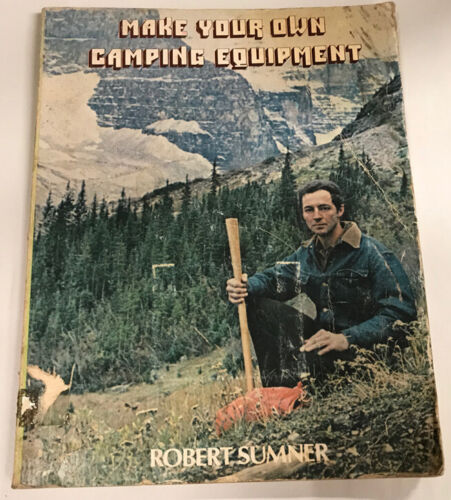 MAKE YOUR OWN
CAMPING EQUIPMENT
ROBERT SUMNER